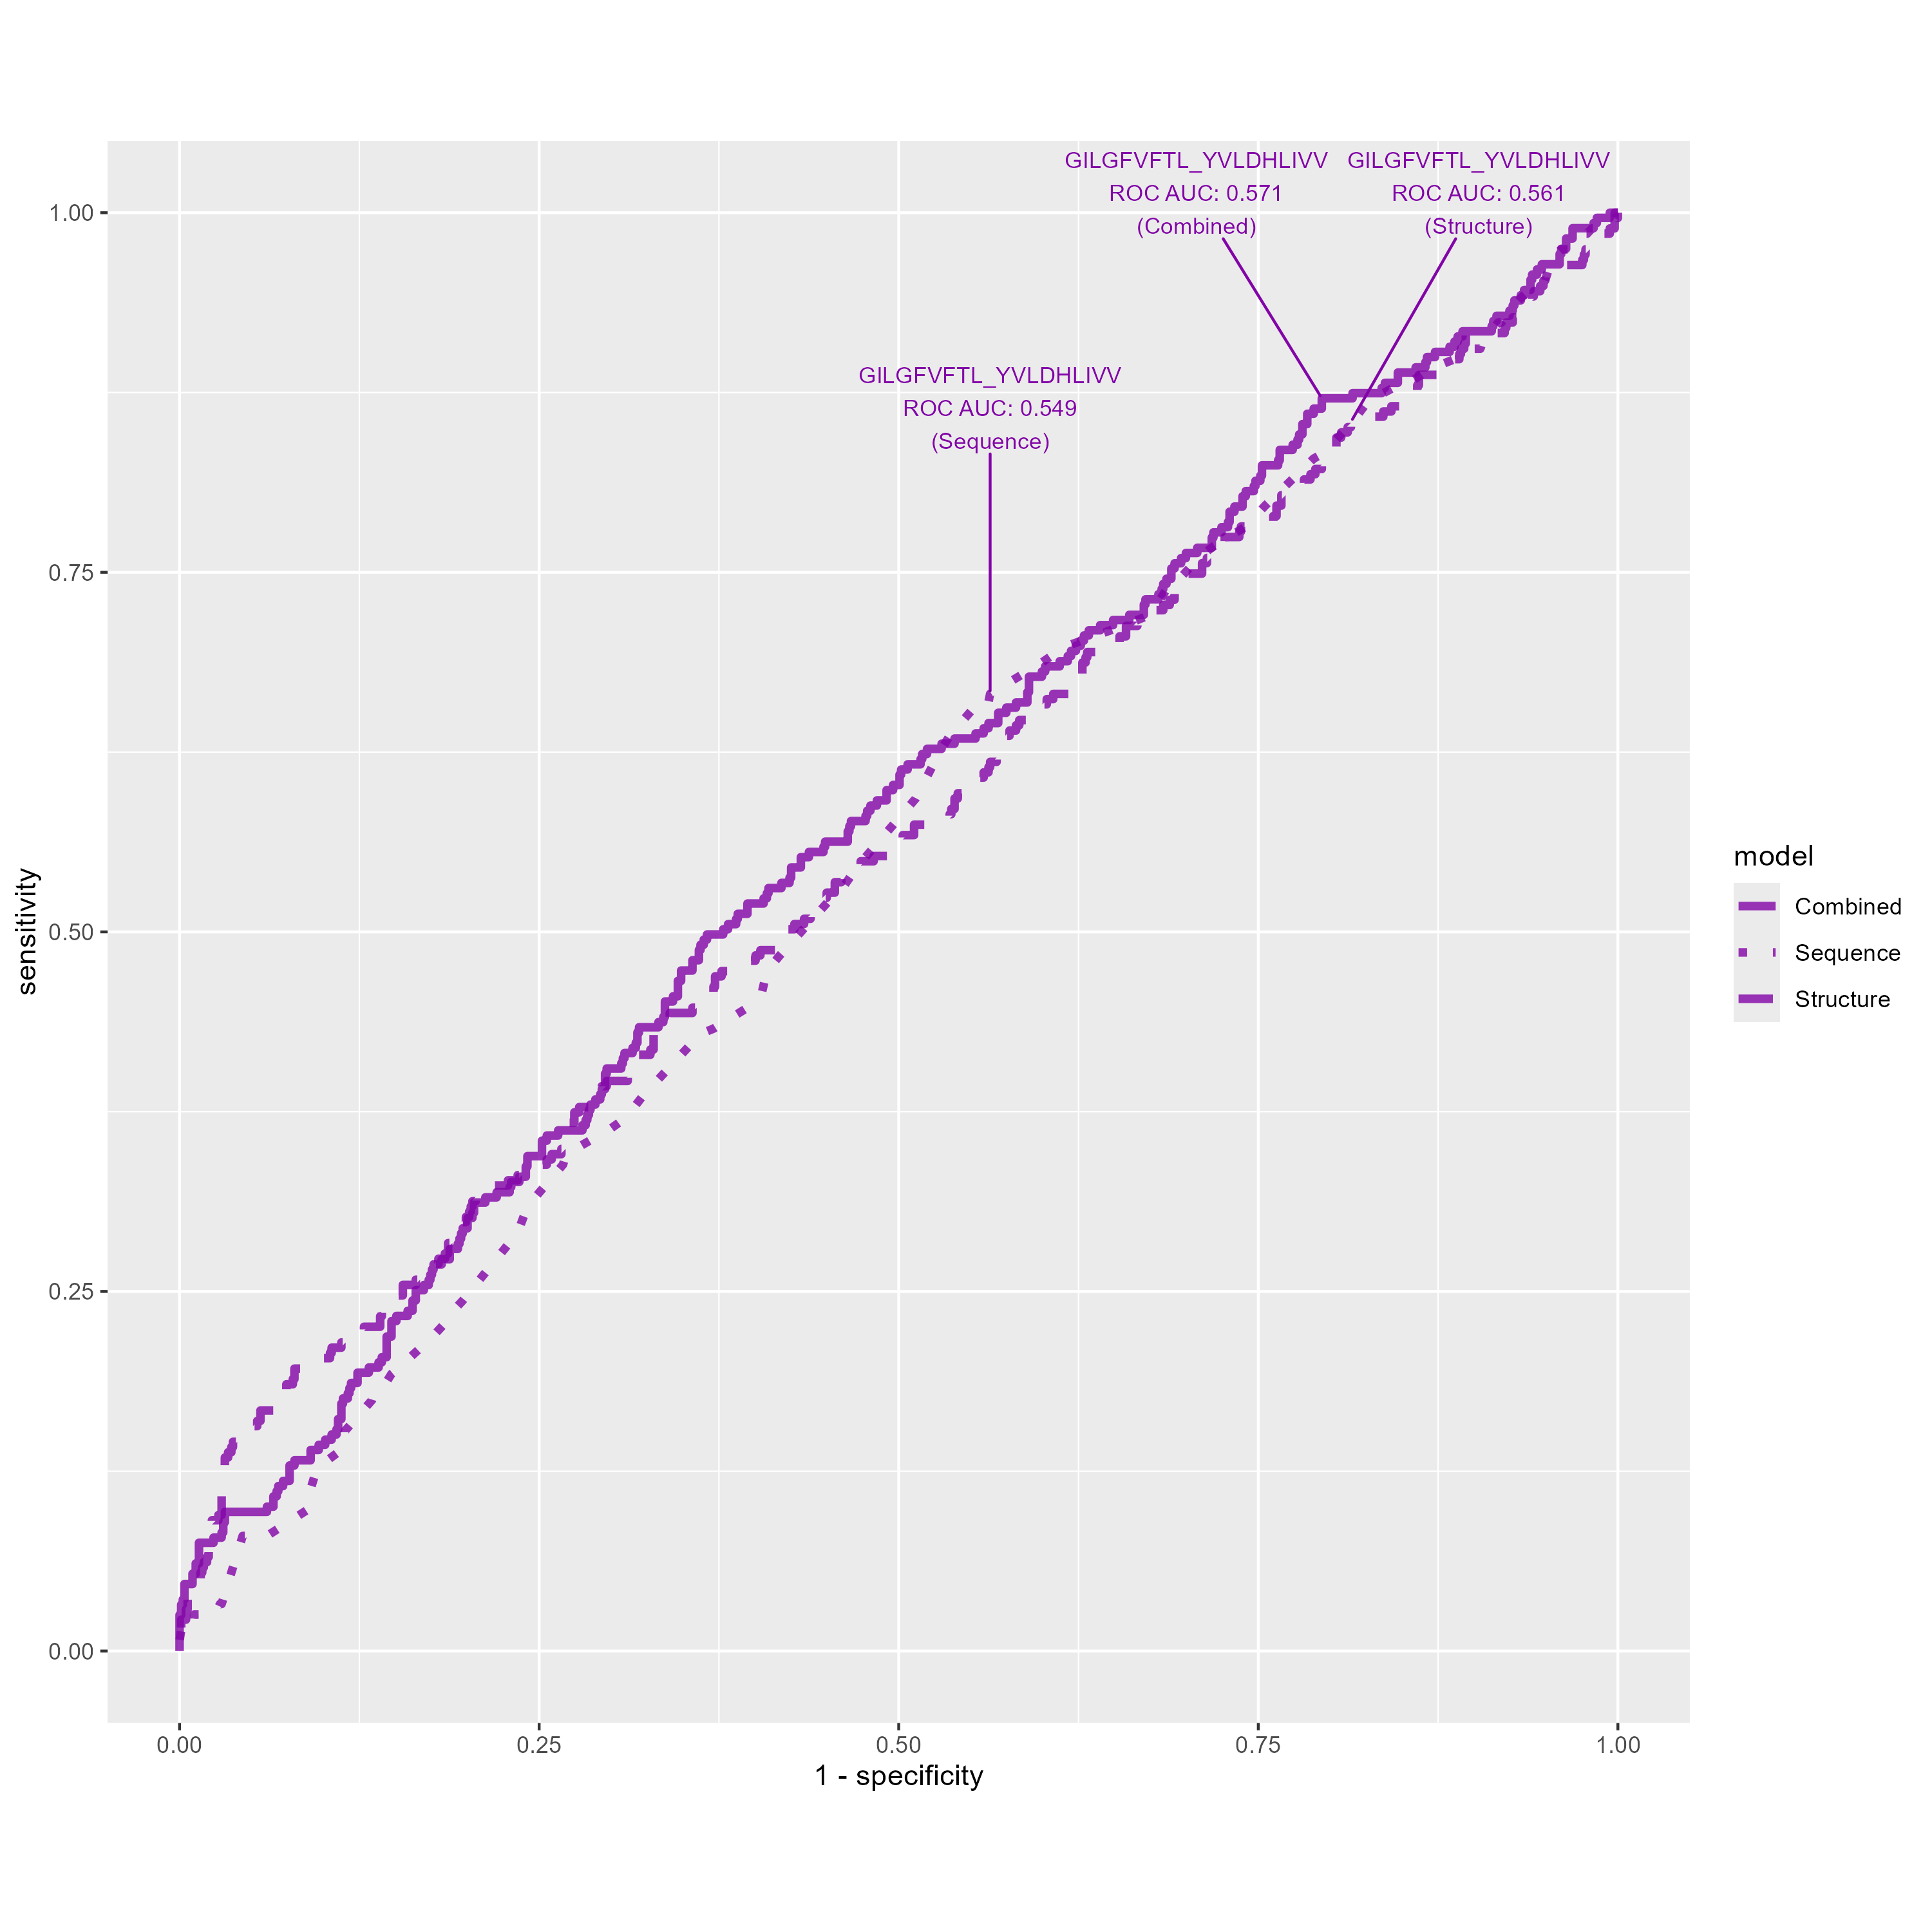 GILGFVFTL_YVLDHLIVV
ROC AUC: 0.571
(Combined)
GILGFVFTL_YVLDHLIVV
ROC AUC: 0.561
(Structure)
GILGFVFTL_YVLDHLIVV
ROC AUC: 0.549
(Sequence)
1.00
0.75
0.50
0.25
0.00
sensitivity
0.00
0.25
0.50
0.75
1.00
1 - specificity
model
Combined
Sequence
Structure